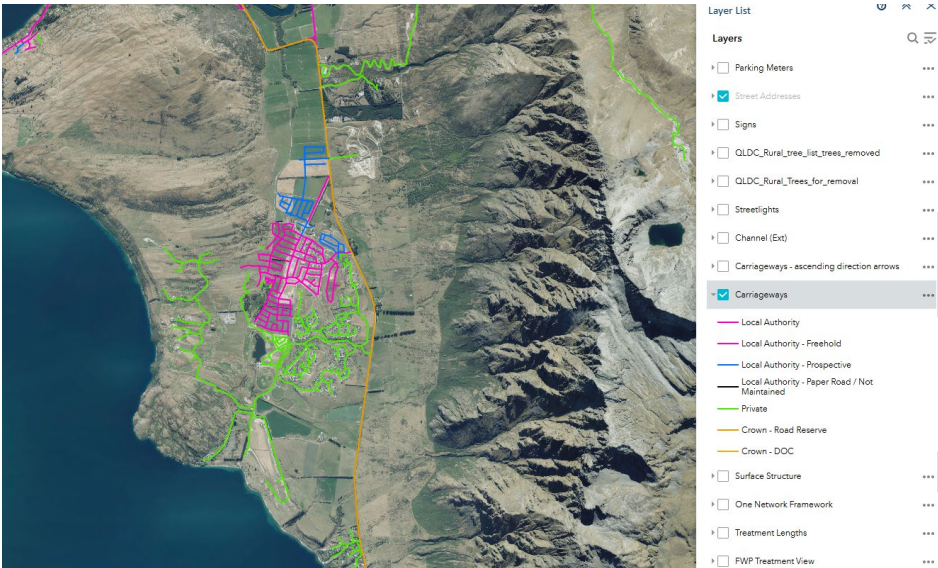 Layer List
Layers
Parking Meters
Street Addresses
Signs
QLDC_Rural_tree_list_trees_removed
QLDC_Rural_Trees_for_removal
Streetlights
Channel (Ext)
Carriageways - ascending direction arrows
Carriageways
Local Authority
Local Authority - Freehold
Local Authority - Prospective
Local Authority - Paper Road / Not
Maintained
Private
Crown - Road Reserve
Crown - DOC
Surface Structure
One Network Framework
Treatment Lengths
FWP Treatment View